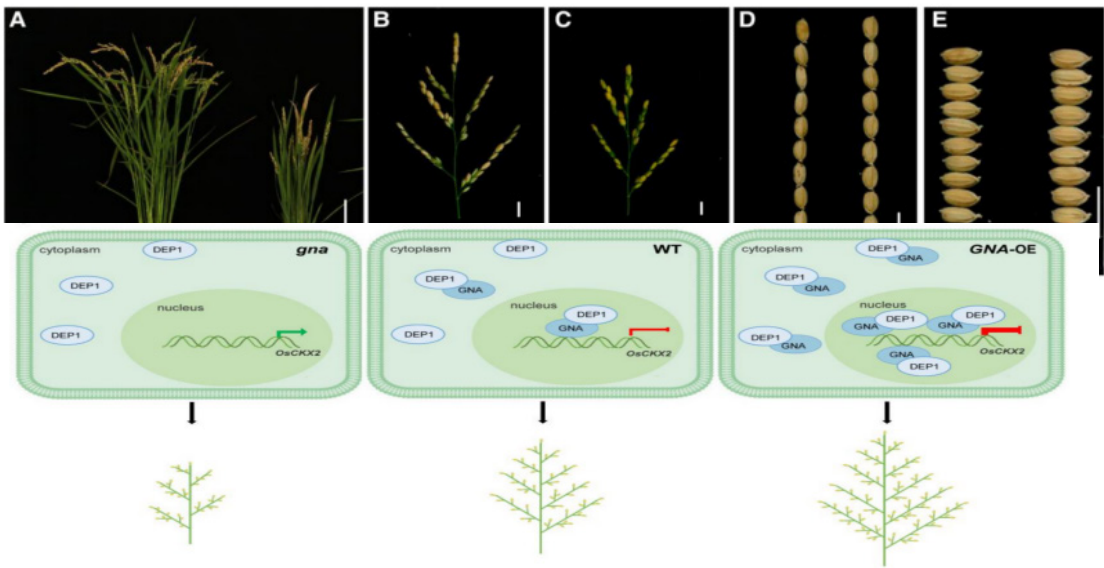 A
B
C
D
E
cytoplasm
DEP1
gna
DEP1
nucleus
DEP1
OsCKX2
cytoplasm
DEP1
WT
DEP1
GNA
nucleus
DEP1
GNA
DEP1
OsCKX2
cytoplasm
DEP1
GNA
GNA-OE
DEP1
GNA
nucleus
DEP1
DEP1
GNA
GNA
DEP1
GNA
OsCKX2
GNA
DEP1